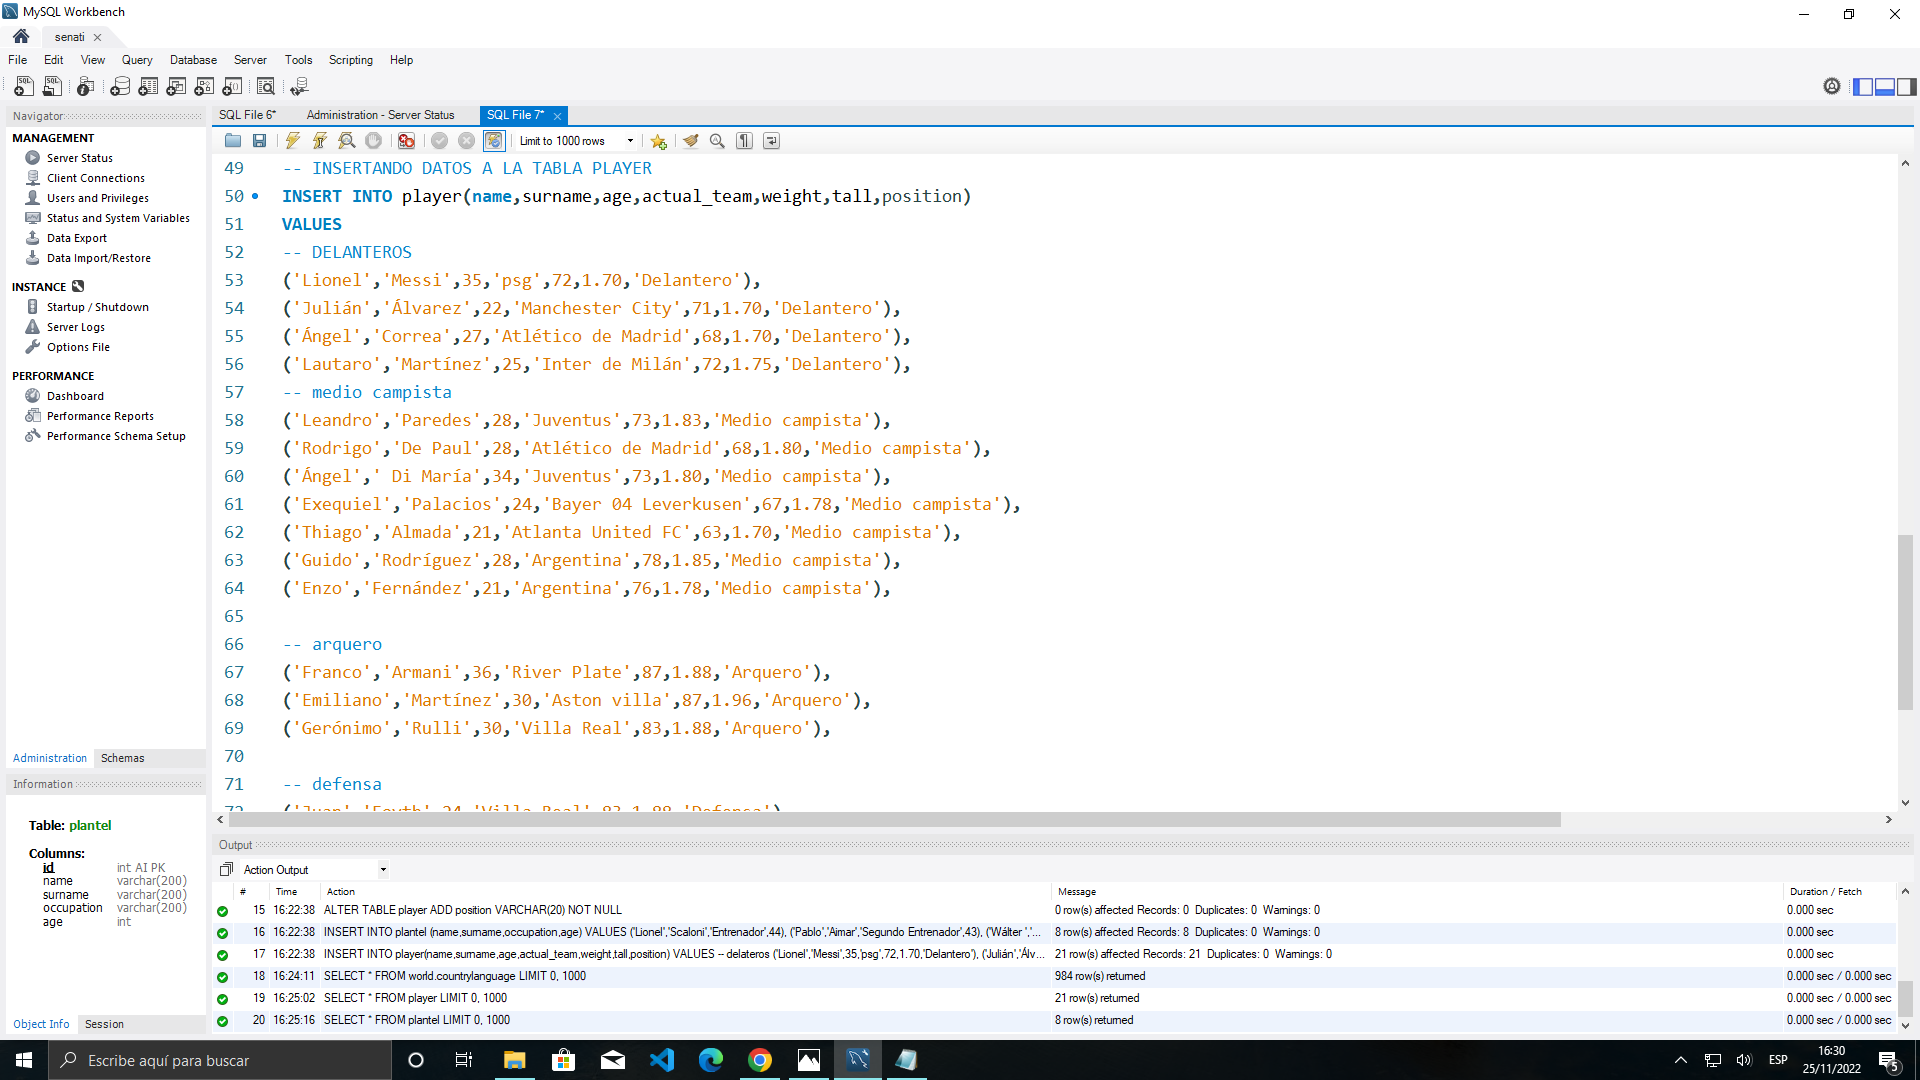 MySQL Workbench
senati
File Edit View Query Database Server Tools Scripting Help
Navigator
MANAGEMENT
Server Status
Client Connections
Users and Privileges
Status and System Variables
Data Export
Data Import/Restore
INSTANCE
Startup / Shutdown
Server Logs
Options File
PERFORMANCE
Dashboard
Performance Reports
Performance Schema Setup
Administration Schemas
Information
Table: plantel
Columns:
id int AI PK
name varchar(200)
surname varchar(200)
occupation varchar(200)
age int
Object Info Session
SQL File 6* Administration - Server Status SQL File 7*
Limit to 1000 rows
49 -- INSERTANDO DATOS A LA TABLA PLAYER
50 INSERT INTO player(name,surname,age,actual_team,weight,tall,position)
51 VALUES
52 -- DELANTEROS
53 ('Lionel','Messi',35,'psg',72,1.70,'Delantero'),
54 ('Julián','Álvarez',22,'Manchester City',71,1.70,'Delantero'),
55 ('Ángel','Correa',27,'Atlético de Madrid',68,1.70,'Delantero'),
56 ('Lautaro','Martínez',25,'Inter de Milán',72,1.75,'Delantero'),
57 -- medio campista
58 ('Leandro','Paredes',28,'Juventus',73,1.83,'Medio campista'),
59 ('Rodrigo','De Paul',28,'Atlético de Madrid',68,1.80,'Medio campista'),
60 ('Ángel',' Di María',34,'Juventus',73,1.80,'Medio campista'),
61 ('Exequiel','Palacios',24,'Bayer 04 Leverkusen',67,1.78,'Medio campista'),
62 ('Thiago','Almada',21,'Atlanta United FC',63,1.70,'Medio campista'),
63 ('Guido','Rodríguez',28,'Argentina',78,1.85,'Medio campista'),
64 ('Enzo','Fernández',21,'Argentina',76,1.78,'Medio campista'),
65
66 -- arquero
67 ('Franco','Armani',36,'River Plate',87,1.88,'Arquero'),
68 ('Emiliano','Martínez',30,'Aston villa',87,1.96,'Arquero'),
69 ('Gerónimo','Rulli',30,'Villa Real',83,1.88,'Arquero'),
70
71 -- defensa
72 ('Juan','Foyth',24,'Villa Real',83,1.88,'Defensa'),
Output
Action Output
# Time Action Message Duration / Fetch
15 16:22:38 ALTER TABLE player ADD position VARCHAR(20) NOT NULL 0 row(s) affected Records: 0 Duplicates: 0 Warnings: 0 0.000 sec
16 16:22:38 INSERT INTO plantel (name,surname,occupation,age) VALUES ('Lionel','Scaloni','Entrenador',44), ('Pablo','Aimar','Segundo Entrenador',43), ('Wálter ','... 8 row(s) affected Records: 8 Duplicates: 0 Warnings: 0 0.000 sec
17 16:22:38 INSERT INTO player(name,surname,age,actual_team,weight,tall,position) VALUES -- delateros ('Lionel','Messi',35,'psg',72,1.70,'Delantero'), ('Julián','Álv... 21 row(s) affected Records: 21 Duplicates: 0 Warnings: 0 0.000 sec
18 16:24:11 SELECT * FROM world.countrylanguage LIMIT 0, 1000 984 row(s) returned 0.000 sec / 0.000 sec
19 16:25:02 SELECT * FROM player LIMIT 0, 1000 21 row(s) returned 0.000 sec / 0.000 sec
20 16:25:16 SELECT * FROM plantel LIMIT 0, 1000 8 row(s) returned 0.000 sec / 0.000 sec
Escribe aquí para buscar
ESP
16:30
25/11/2022
5